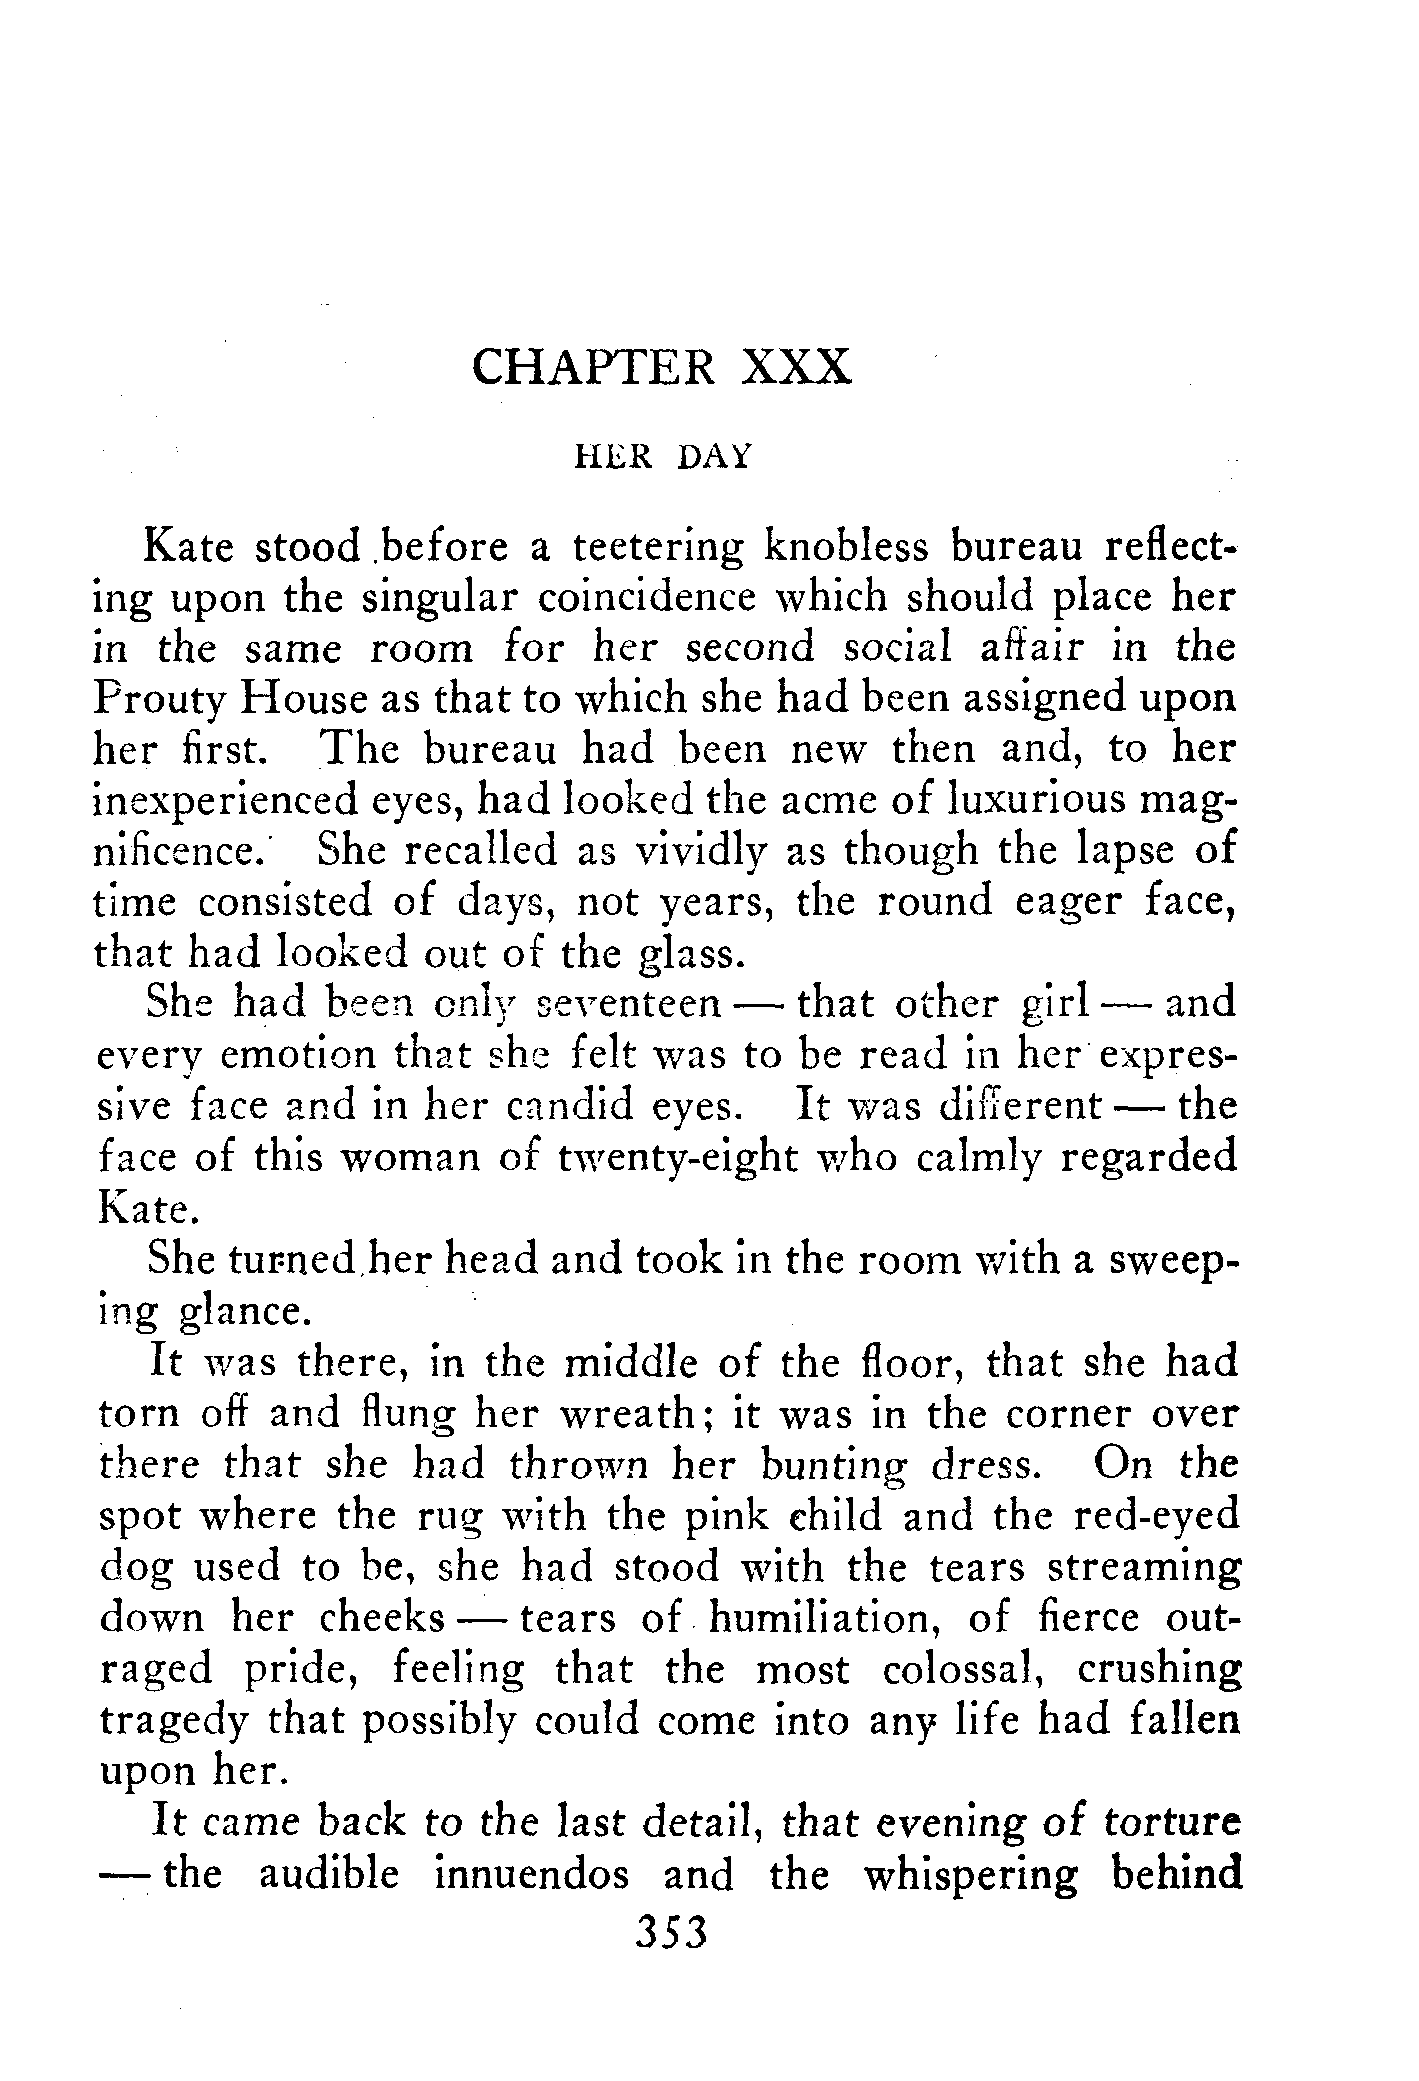 CHAPTER XXX
HER DAY
Kate stood before a teetering knobless bureau reflect-
ing upon the singular coincidence which should place her
in the same room for her second social affair in the
Prouty House as that to which she had been assigned upon
her first. The bureau had been new then and, to her
inexperienced eyes, had looked the acme of luxurious mag-
nificence. She recalled as vividly as though the lapse of
time consisted of days, not years, the round eager face,
that had looked out of the glass.
She had been only seventeen — that other girl — and
every emotion that she felt was to be read in her expres-
sive face and in her candid eyes. It was different — the
face of this woman of twenty-eight who calmly regarded
Kate.
She turned her head and took in the room with a sweep-
ing glance.
It was there, in the middle of the floor, that she had
torn off and flung her wreath; it was in the corner over
there that she had thrown her bunting dress. On the
spot where the rug with the pink child and the red-eyed
dog used to be, she had stood with the tears streaming
down her cheeks — tears of humiliation, of fierce out-
raged pride, feeling that the most colossal, crushing
tragedy that possibly could come into any life had fallen
upon her.
It came back to the last detail, that evening of torture
— the audible innuendos and the whispering behind
353